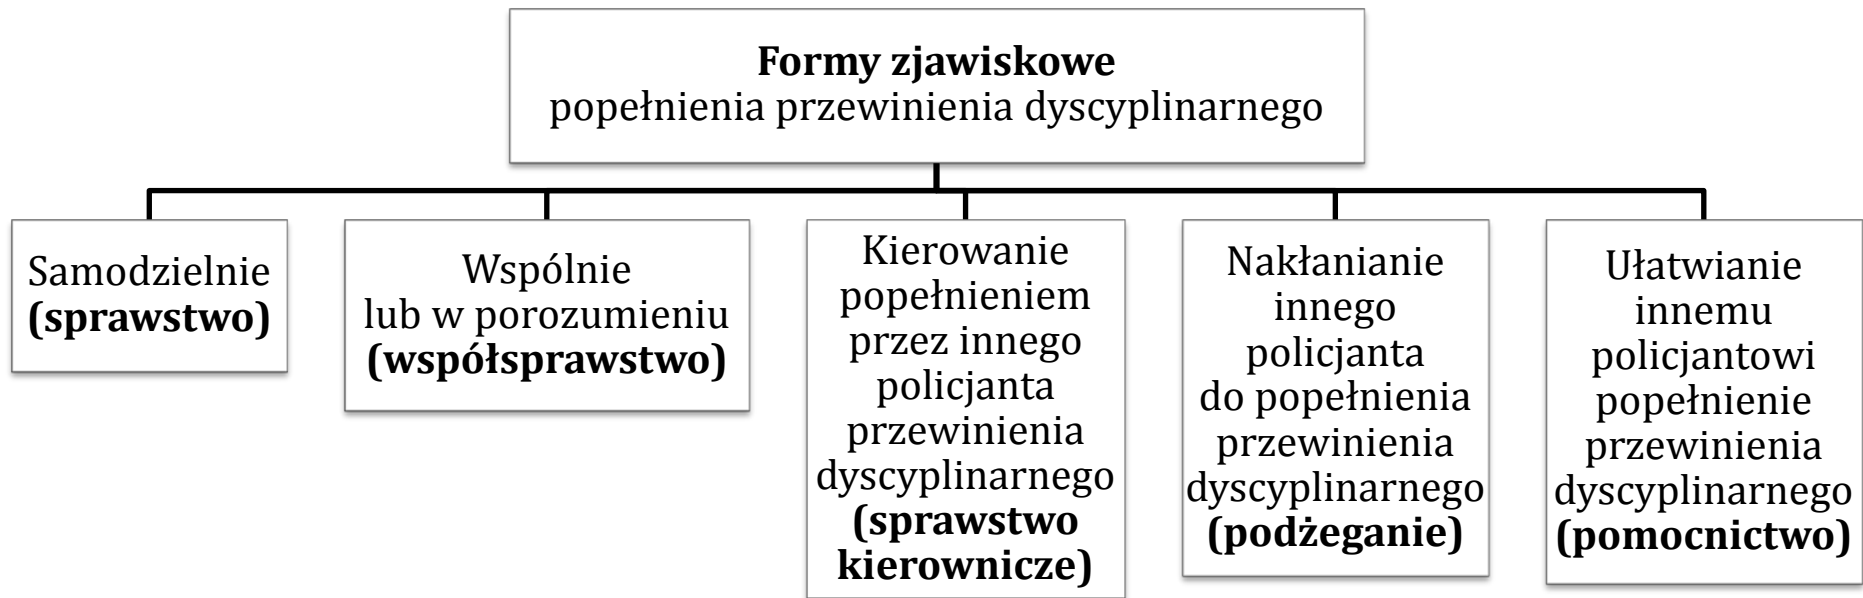 Formy zjawiskowe
popełnienia przewinienia dyscyplinarnego
Samodzielnie
(sprawstwo)
Wspólnie
lub w porozumieniu
(współsprawstwo)
Kierowanie
popełnieniem
przez innego
policjanta
przewinienia
dyscyplinarnego
(sprawstwo
kierownicze)
Nakłanianie
innego
policjanta
do popełnienia
przewinienia
dyscyplinarnego
(podżeganie)
Ułatwianie
innemu
policjantowi
popełnienie
przewinienia
dyscyplinarnego
(pomocnictwo)